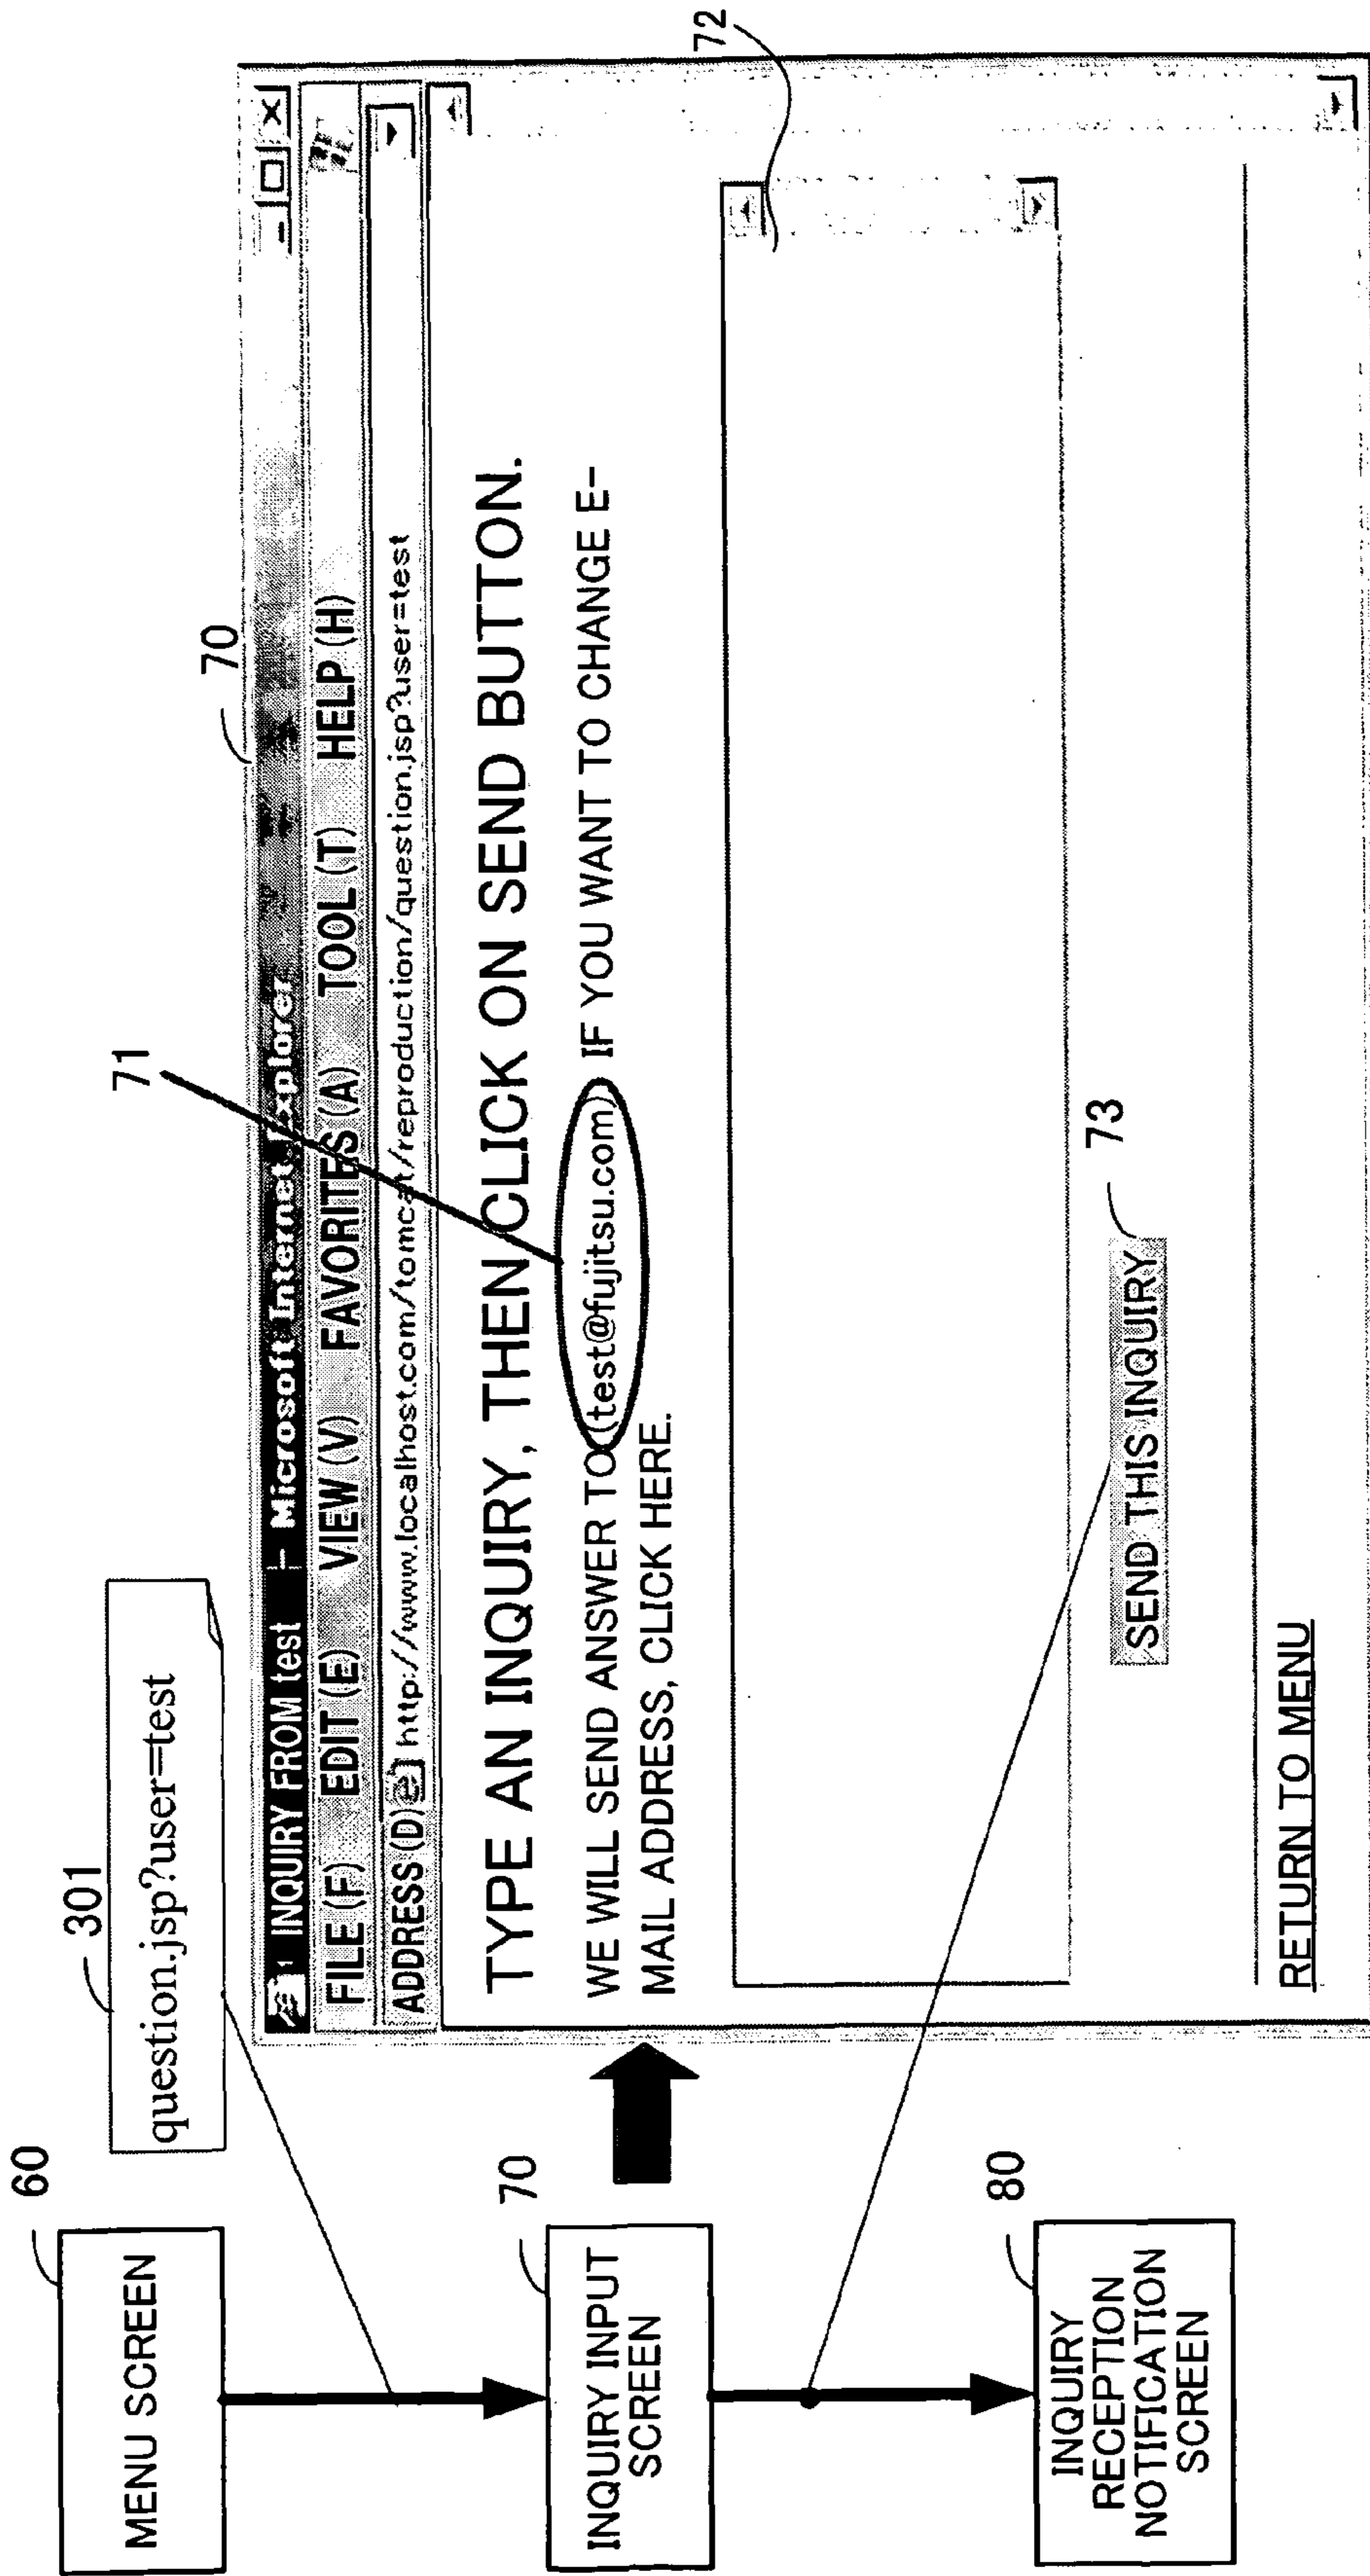 60
MENU SCREEN
301
question.jsp?user=test
70
INQUIRY INPUT
SCREEN
80
INQUIRY
RECEPTION
NOTIFICATION
SCREEN
70
INQUIRY FROM test - Microsoft Internet Explorer
FILE (F) EDIT (E) VIEW (V) FAVORITES (A) TOOL (T) HELP (H)
ADDRESS (D) http://www.localhost.com/tomcat/reproduction/question.jsp?user=test
71
TYPE AN INQUIRY, THEN CLICK ON SEND BUTTON.
WE WILL SEND ANSWER TO (test@fujitsu.com) IF YOU WANT TO CHANGE E-
MAIL ADDRESS, CLICK HERE.
72
SEND THIS INQUIRY
73
RETURN TO MENU